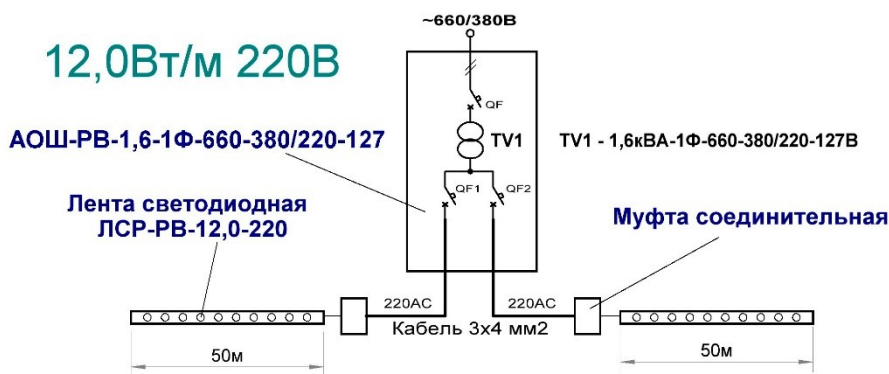 ~660/380В
12,0Вт/м 220В
QF
АОШ-РВ-1,6-1Ф-660-380/220-127
TV1
TV1 - 1,6кВА-1Ф-660-380/220-127В
QF1
QF2
Лента светодиодная
ЛСР-РВ-12,0-220
Муфта соединительная
220АС
220АС
Кабель 3х4 мм2
50м
50м